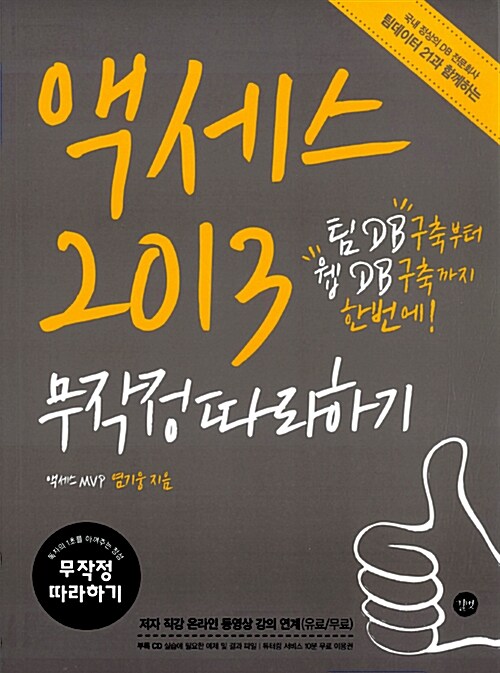 국내 정상의 DB 전문회사
팀데이터 21과 함께하는
액세스
2013
팀 DB 구축부터
웹 DB 구축까지
한번에!
무작정 따라하기
액세스 MVP 염기웅 지음
독자의 1초를 아껴주는 정성
무작정
따라하기
길벗
저자 직강 온라인 동영상 강의 연계(유료/무료)
부록 CD 실습에 필요한 예제 및 결과 파일 | 튜터링 서비스 10분 무료 이용권